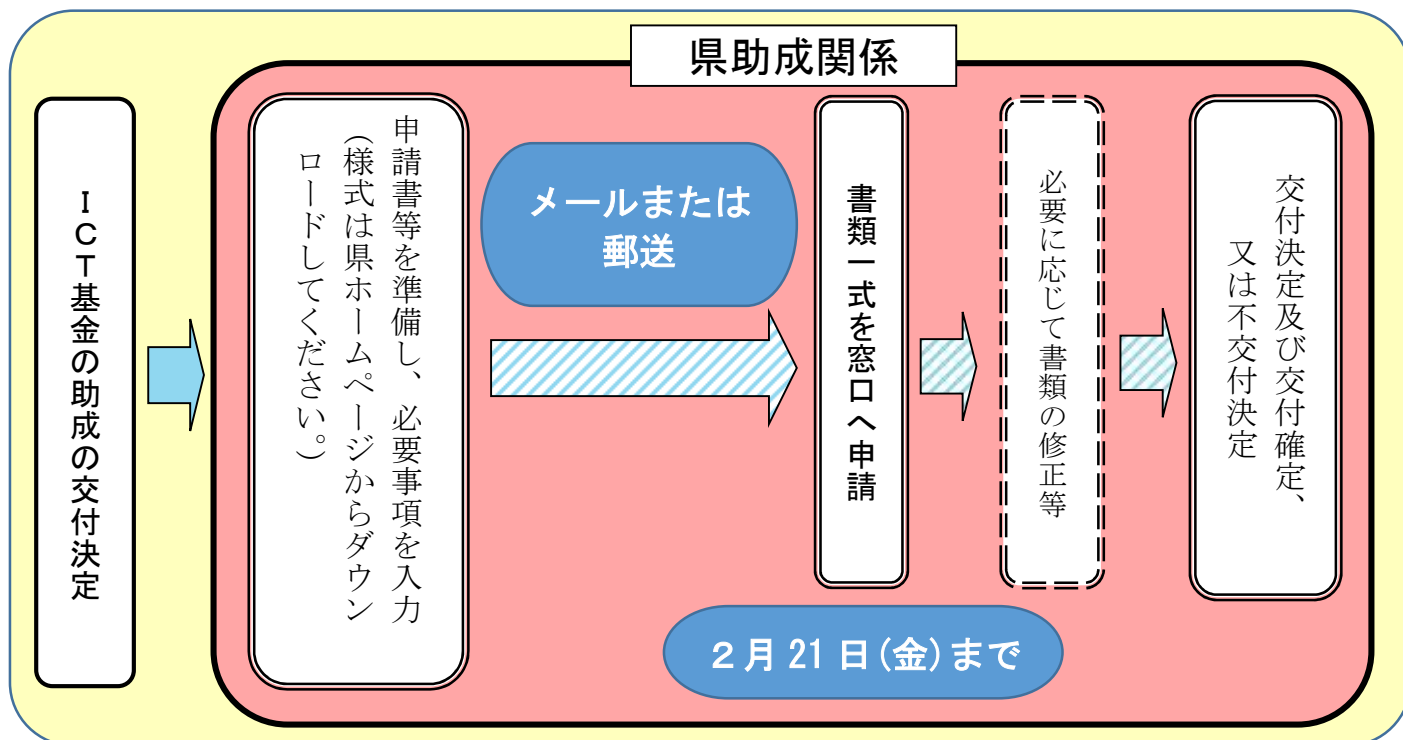 県助成関係
ＩＣＴ基金の助成の交付決定
申請書等を準備し、必要事項を入力
（様式は県ホームページからダウン
ロードしてください。）
メールまたは
郵送
書類一式を窓口へ申請
必要に応じて書類の修正等
交付決定及び交付確定、
又は不交付決定
２月21日(金)まで